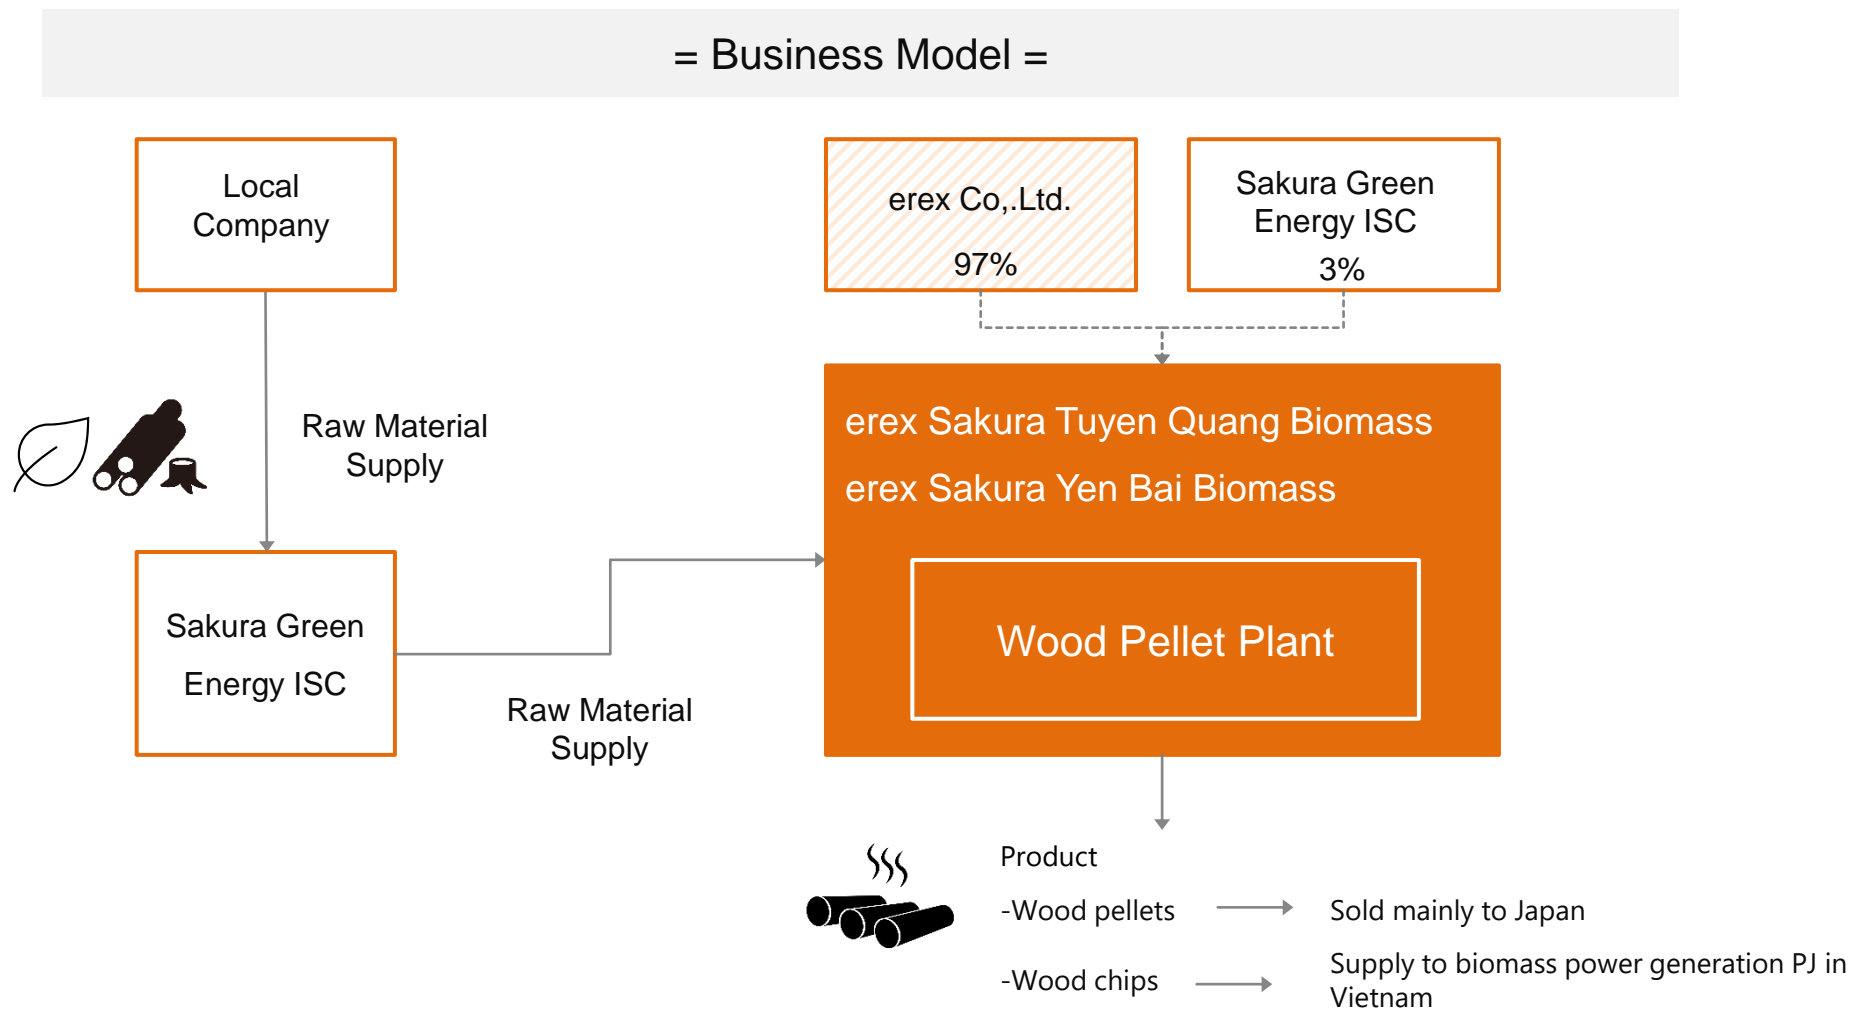 = Business Model =
Local
Company
erex Co,.Ltd.
97%
Sakura Green
Energy ISC
3%
Raw Material
Supply
erex Sakura Tuyen Quang Biomass
erex Sakura Yen Bai Biomass
Wood Pellet Plant
Sakura Green
Energy ISC
Raw Material
Supply
Product
-Wood pellets
Sold mainly to Japan
-Wood chips
Supply to biomass power generation PJ in
Vietnam